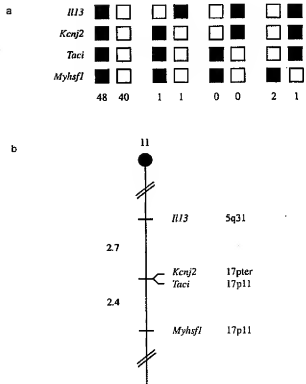 a
Il13
Kcnj2
Taci
Myhsf1
48 40 1 1 0 0 2 1
b
11
Il13 5q31
2.7
Kcnj2 17pter
Taci 17p11
2.4
Myhsf1 17p11